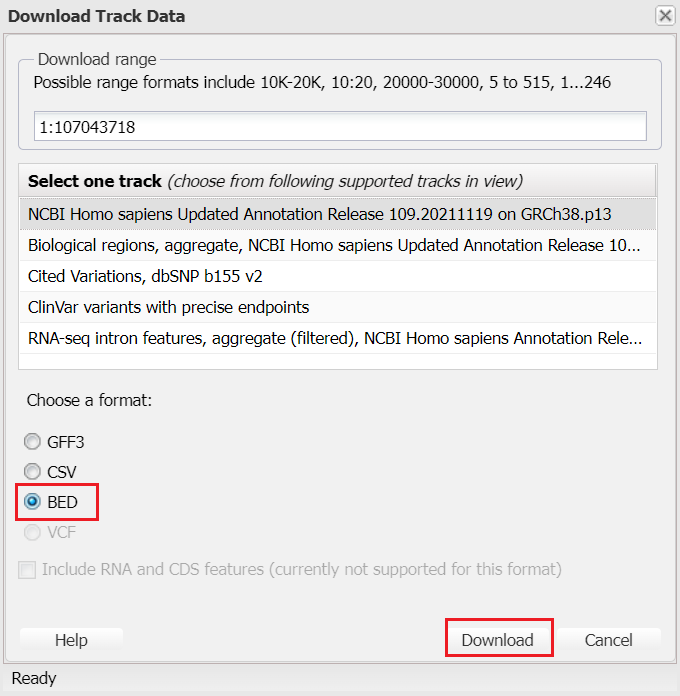 Download Track Data
Download range
Possible range formats include 10K-20K, 10:20, 20000-30000, 5 to 515, 1...246
1:107043718
Select one track (choose from following supported tracks in view)
NCBI Homo sapiens Updated Annotation Release 109.20211119 on GRCh38.p13
Biological regions, aggregate, NCBI Homo sapiens Updated Annotation Release 10...
Cited Variations, dbSNP b155 v2
ClinVar variants with precise endpoints
RNA-seq intron features, aggregate (filtered), NCBI Homo sapiens Annotation Rele...
Choose a format:
GFF3
CSV
BED
VCF
Include RNA and CDS features (currently not supported for this format)
Help Download Cancel
Ready